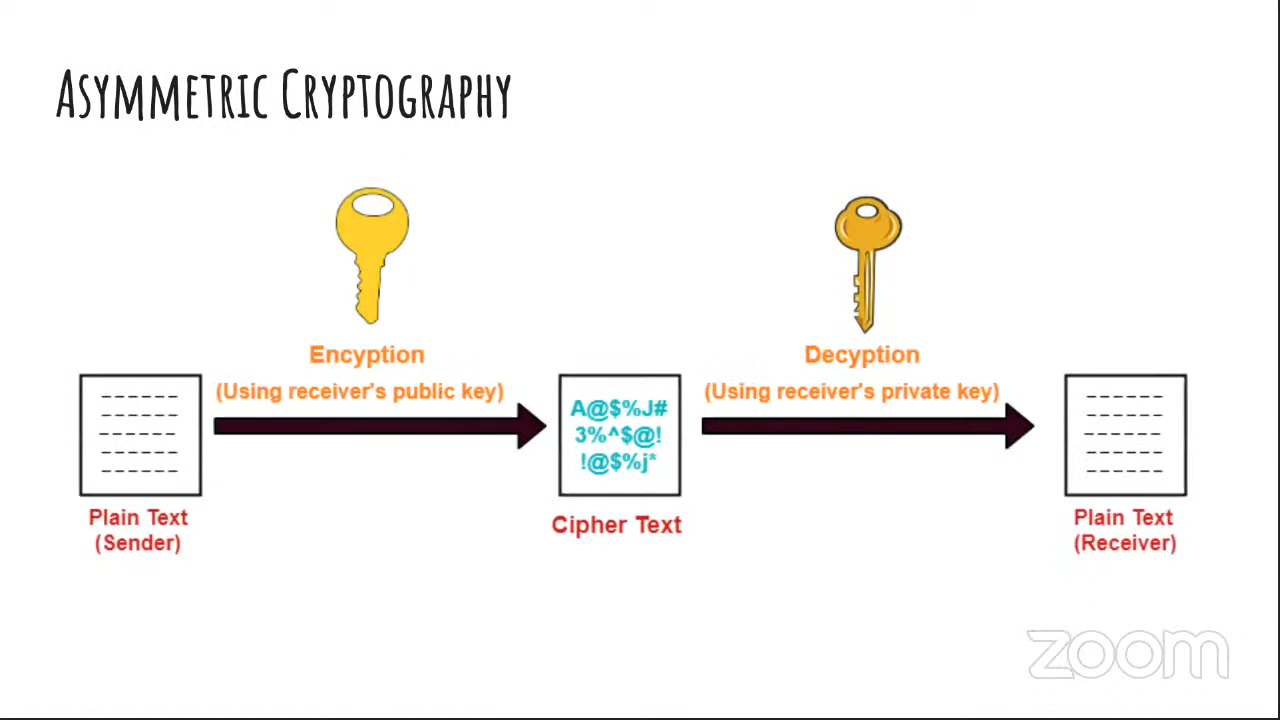 Asymmetric Cryptography
Encyption
(Using receiver's public key)
Decyption
(Using receiver's private key)
A@$%J#
3%^$@!
!@$%j*
Plain Text
(Sender)
Cipher Text
Plain Text
(Receiver)
zoom